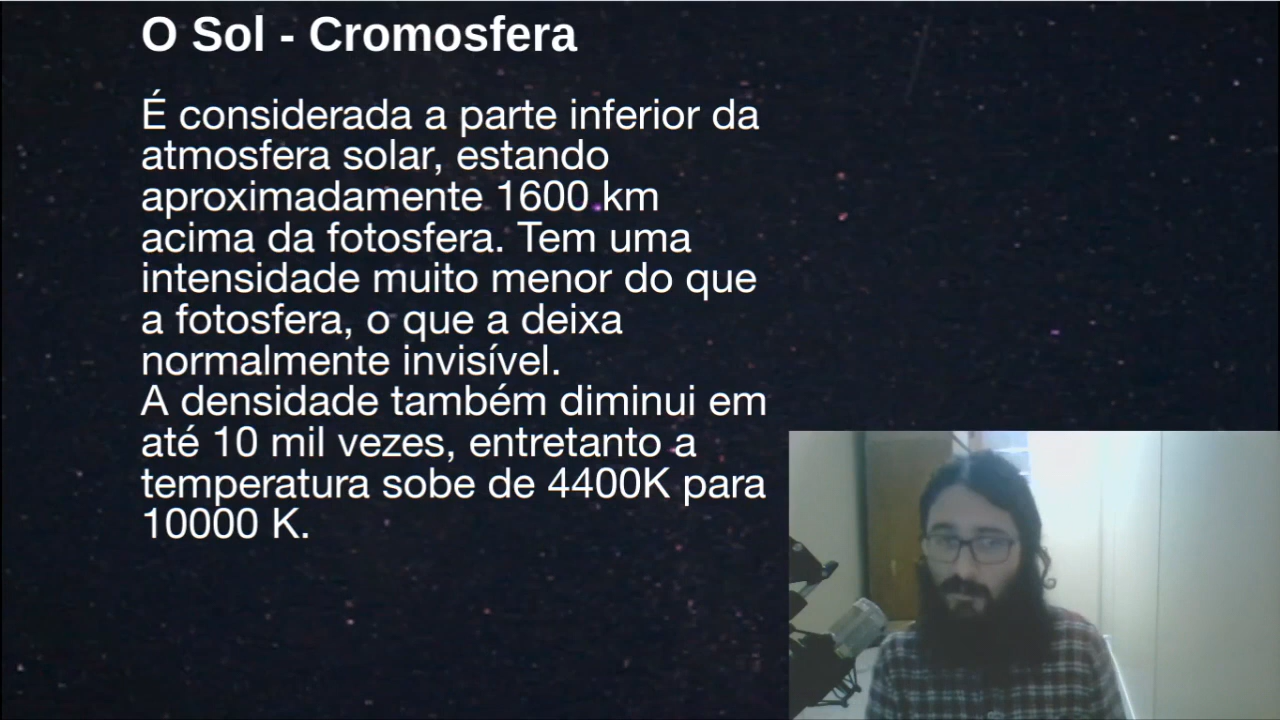 O Sol - Cromosfera
É considerada a parte inferior da
atmosfera solar, estando
aproximadamente 1600 km
acima da fotosfera. Tem uma
intensidade muito menor do que
a fotosfera, o que a deixa
normalmente invisível.
A densidade também diminui em
até 10 mil vezes, entretanto a
temperatura sobe de 4400K para
10000 K.